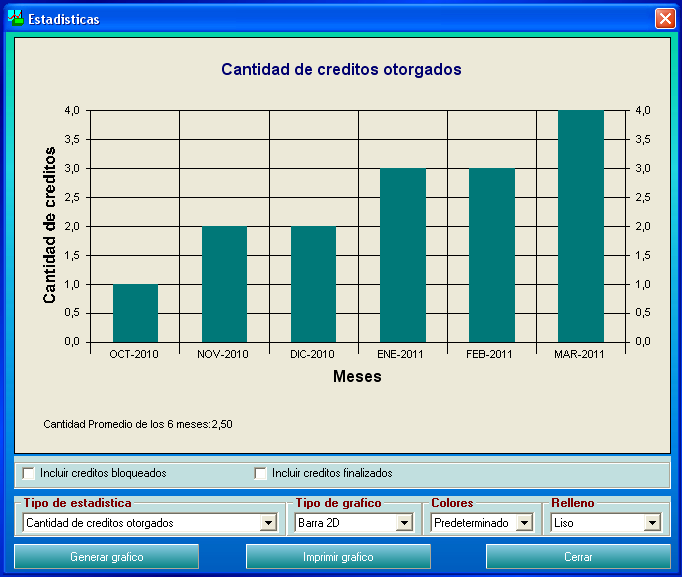 Estadisticas
Cantidad de creditos otorgados
Cantidad de creditos
4,0 4,0
3,5 3,5
3,0 3,0
2,5 2,5
2,0 2,0
1,5 1,5
1,0 1,0
0,5 0,5
0,0 0,0
OCT-2010 NOV-2010 DIC-2010 ENE-2011 FEB-2011 MAR-2011
Meses
Cantidad Promedio de los 6 meses:2,50
Incluir creditos bloqueados Incluir creditos finalizados
Tipo de estadistica Tipo de grafico Colores Relleno
Cantidad de creditos otorgados Barra 2D Predeterminado Liso
Generar grafico Imprimir grafico Cerrar